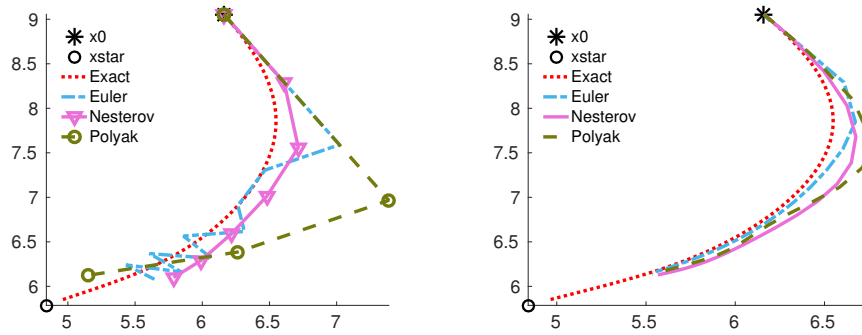 9
8.5
8
7.5
7
6.5
6
5 5.5 6 6.5 7
x0
xstar
Exact
Euler
Nesterov
Polyak
9
8.5
8
7.5
7
6.5
6
5 5.5 6 6.5
x0
xstar
Exact
Euler
Nesterov
Polyak